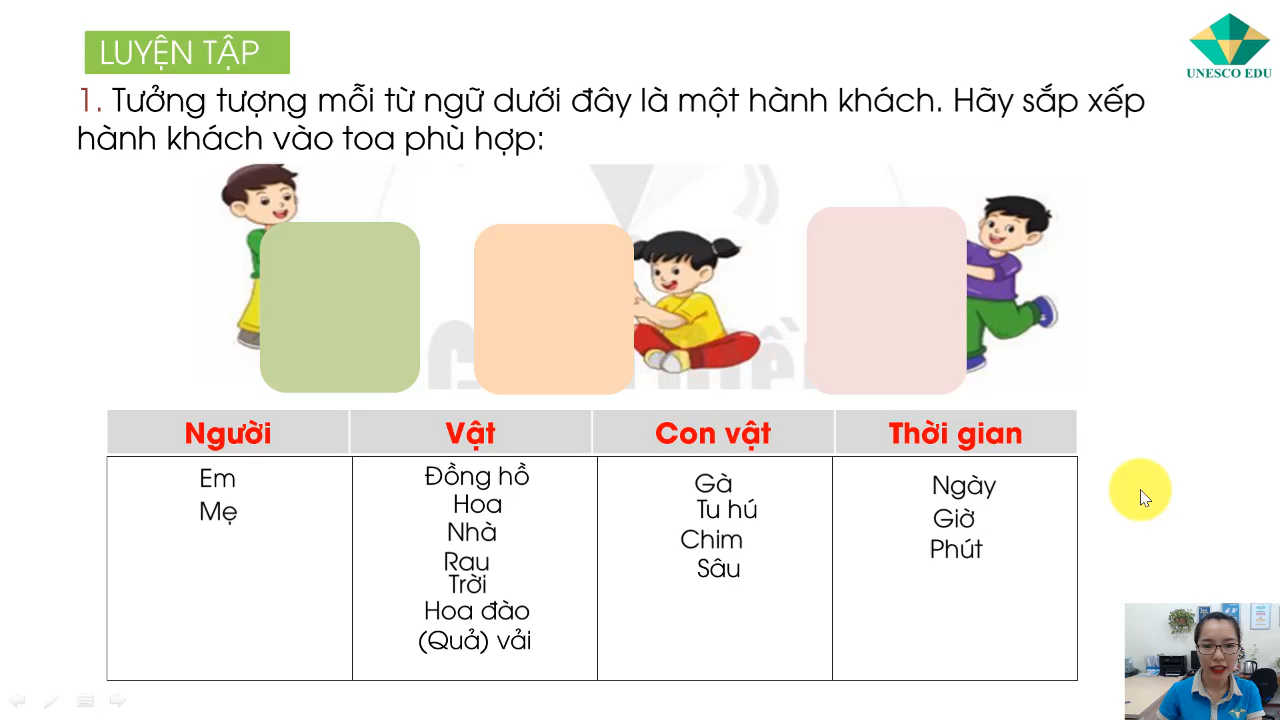 LUYỆN TẬP
UNESCO EDU
1. Tưởng tượng mỗi từ ngữ dưới đây là một hành khách. Hãy sắp xếp
hành khách vào toa phù hợp:
Người
Vật
Con vật
Thời gian
Em
Mẹ
Đồng hồ
Hoa
Nhà
Rau
Trời
Hoa đào
(Quả) vải
Gà
Tu hú
Chim
Sâu
Ngày
Giờ
Phút